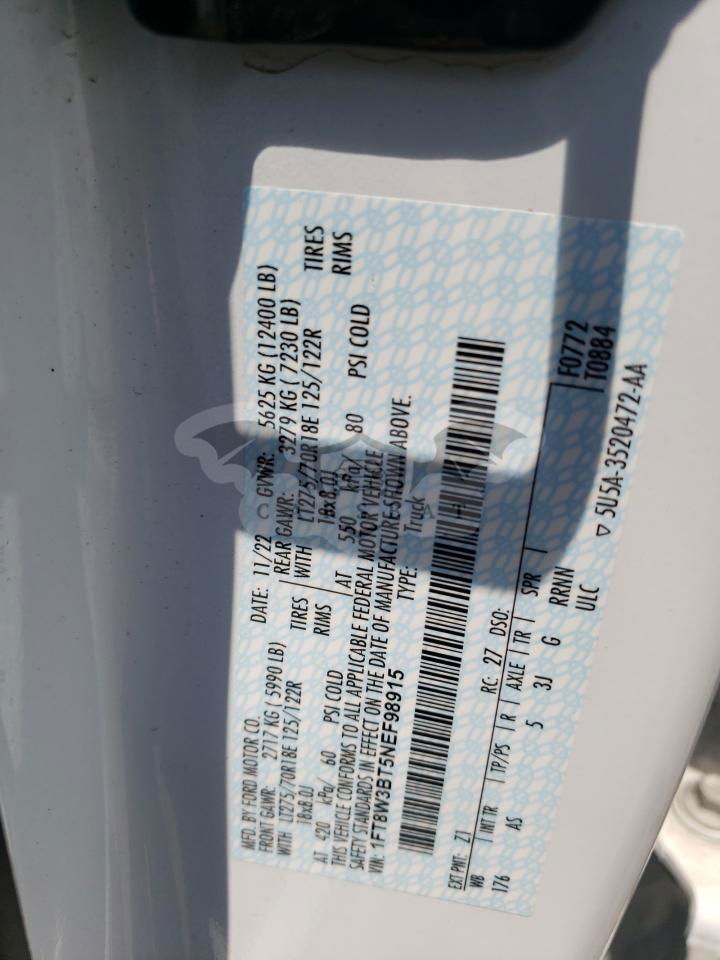 MFD. BY FORD MOTOR CO.
DATE: 11/22 GVWR: 5625 KG (12400 LB)
FRONT GAWR: 2717 KG (5990 LB)
REAR GAWR: 3279 KG (7230 LB)
WITH LT275/70R18E 125/122R TIRES
WITH LT275/70R18E 125/122R TIRES
18x8.0J RIMS
18x8.0J RIMS
AT 420 kPa/ 60 PSI COLD
AT 550 kPa/ 80 PSI COLD
THIS VEHICLE CONFORMS TO ALL APPLICABLE FEDERAL MOTOR VEHICLE
SAFETY STANDARDS IN EFFECT ON THE DATE OF MANUFACTURE SHOWN ABOVE.
VIN: 1FT8W3BT5NEF98915 TYPE: Truck
EXT PNT: Z1 RC: 27 DSO: F0772
WB INT TR TP/PS R AXLE TR SPR T0884
176 AS 5 3J G RRNN
ULC ▽ 5U5A-3520472-AA